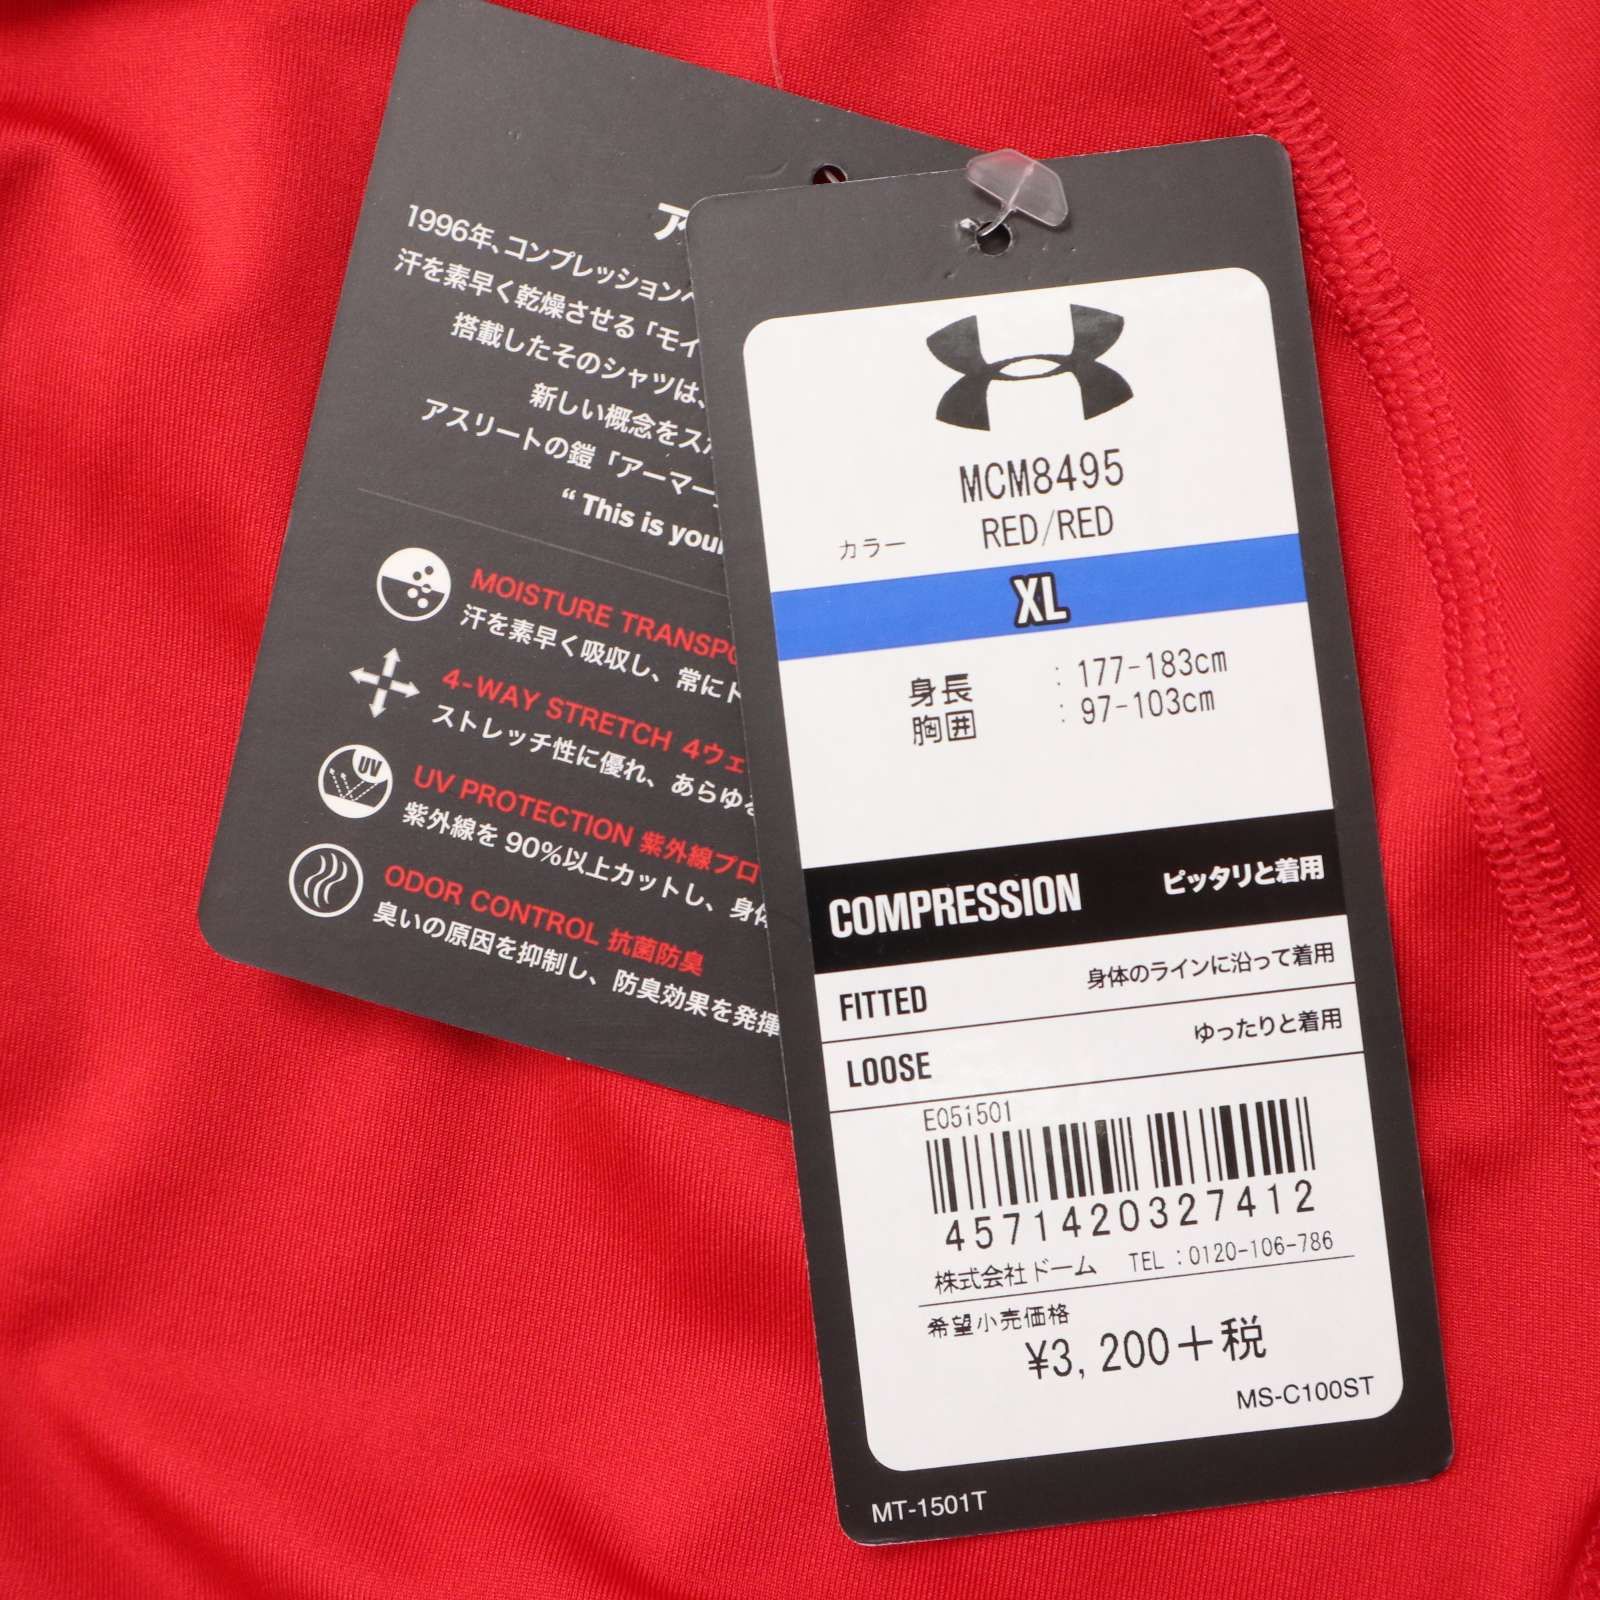 ア
1996年、コンプレッション
汗を素早く乾燥させる「モイ
搭載したそのシャツは、
新しい概念をス
アスリートの鎧「アーマー
“This is your
MOISTURE TRANSPO
汗を素早く吸収し、常にド
4-WAY STRETCH 4ウェ
ストレッチ性に優れ、あらゆる
UV
UV PROTECTION 紫外線プロ
紫外線を 90%以上カットし、身体
ODOR CONTROL 抗菌防臭
臭いの原因を抑制し、防臭効果を発揮
MCM8495
カラー RED/RED
XL
身長 : 177-183cm
胸囲 : 97-103cm
COMPRESSION ピッタリと着用
FITTED 身体のラインに沿って着用
LOOSE ゆったりと着用
E05i501
4571420327412
株式会社ドーム TEL:0120-106-786
希望小売価格
¥3,200+税
MS-C100ST
MT-1501T